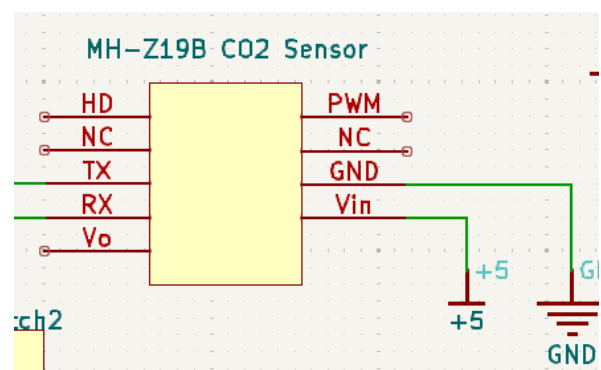 MH-Z19B CO2 Sensor
HD PWM
NC NC
TX GND
RX Vin
Vo
+5
+5
GND